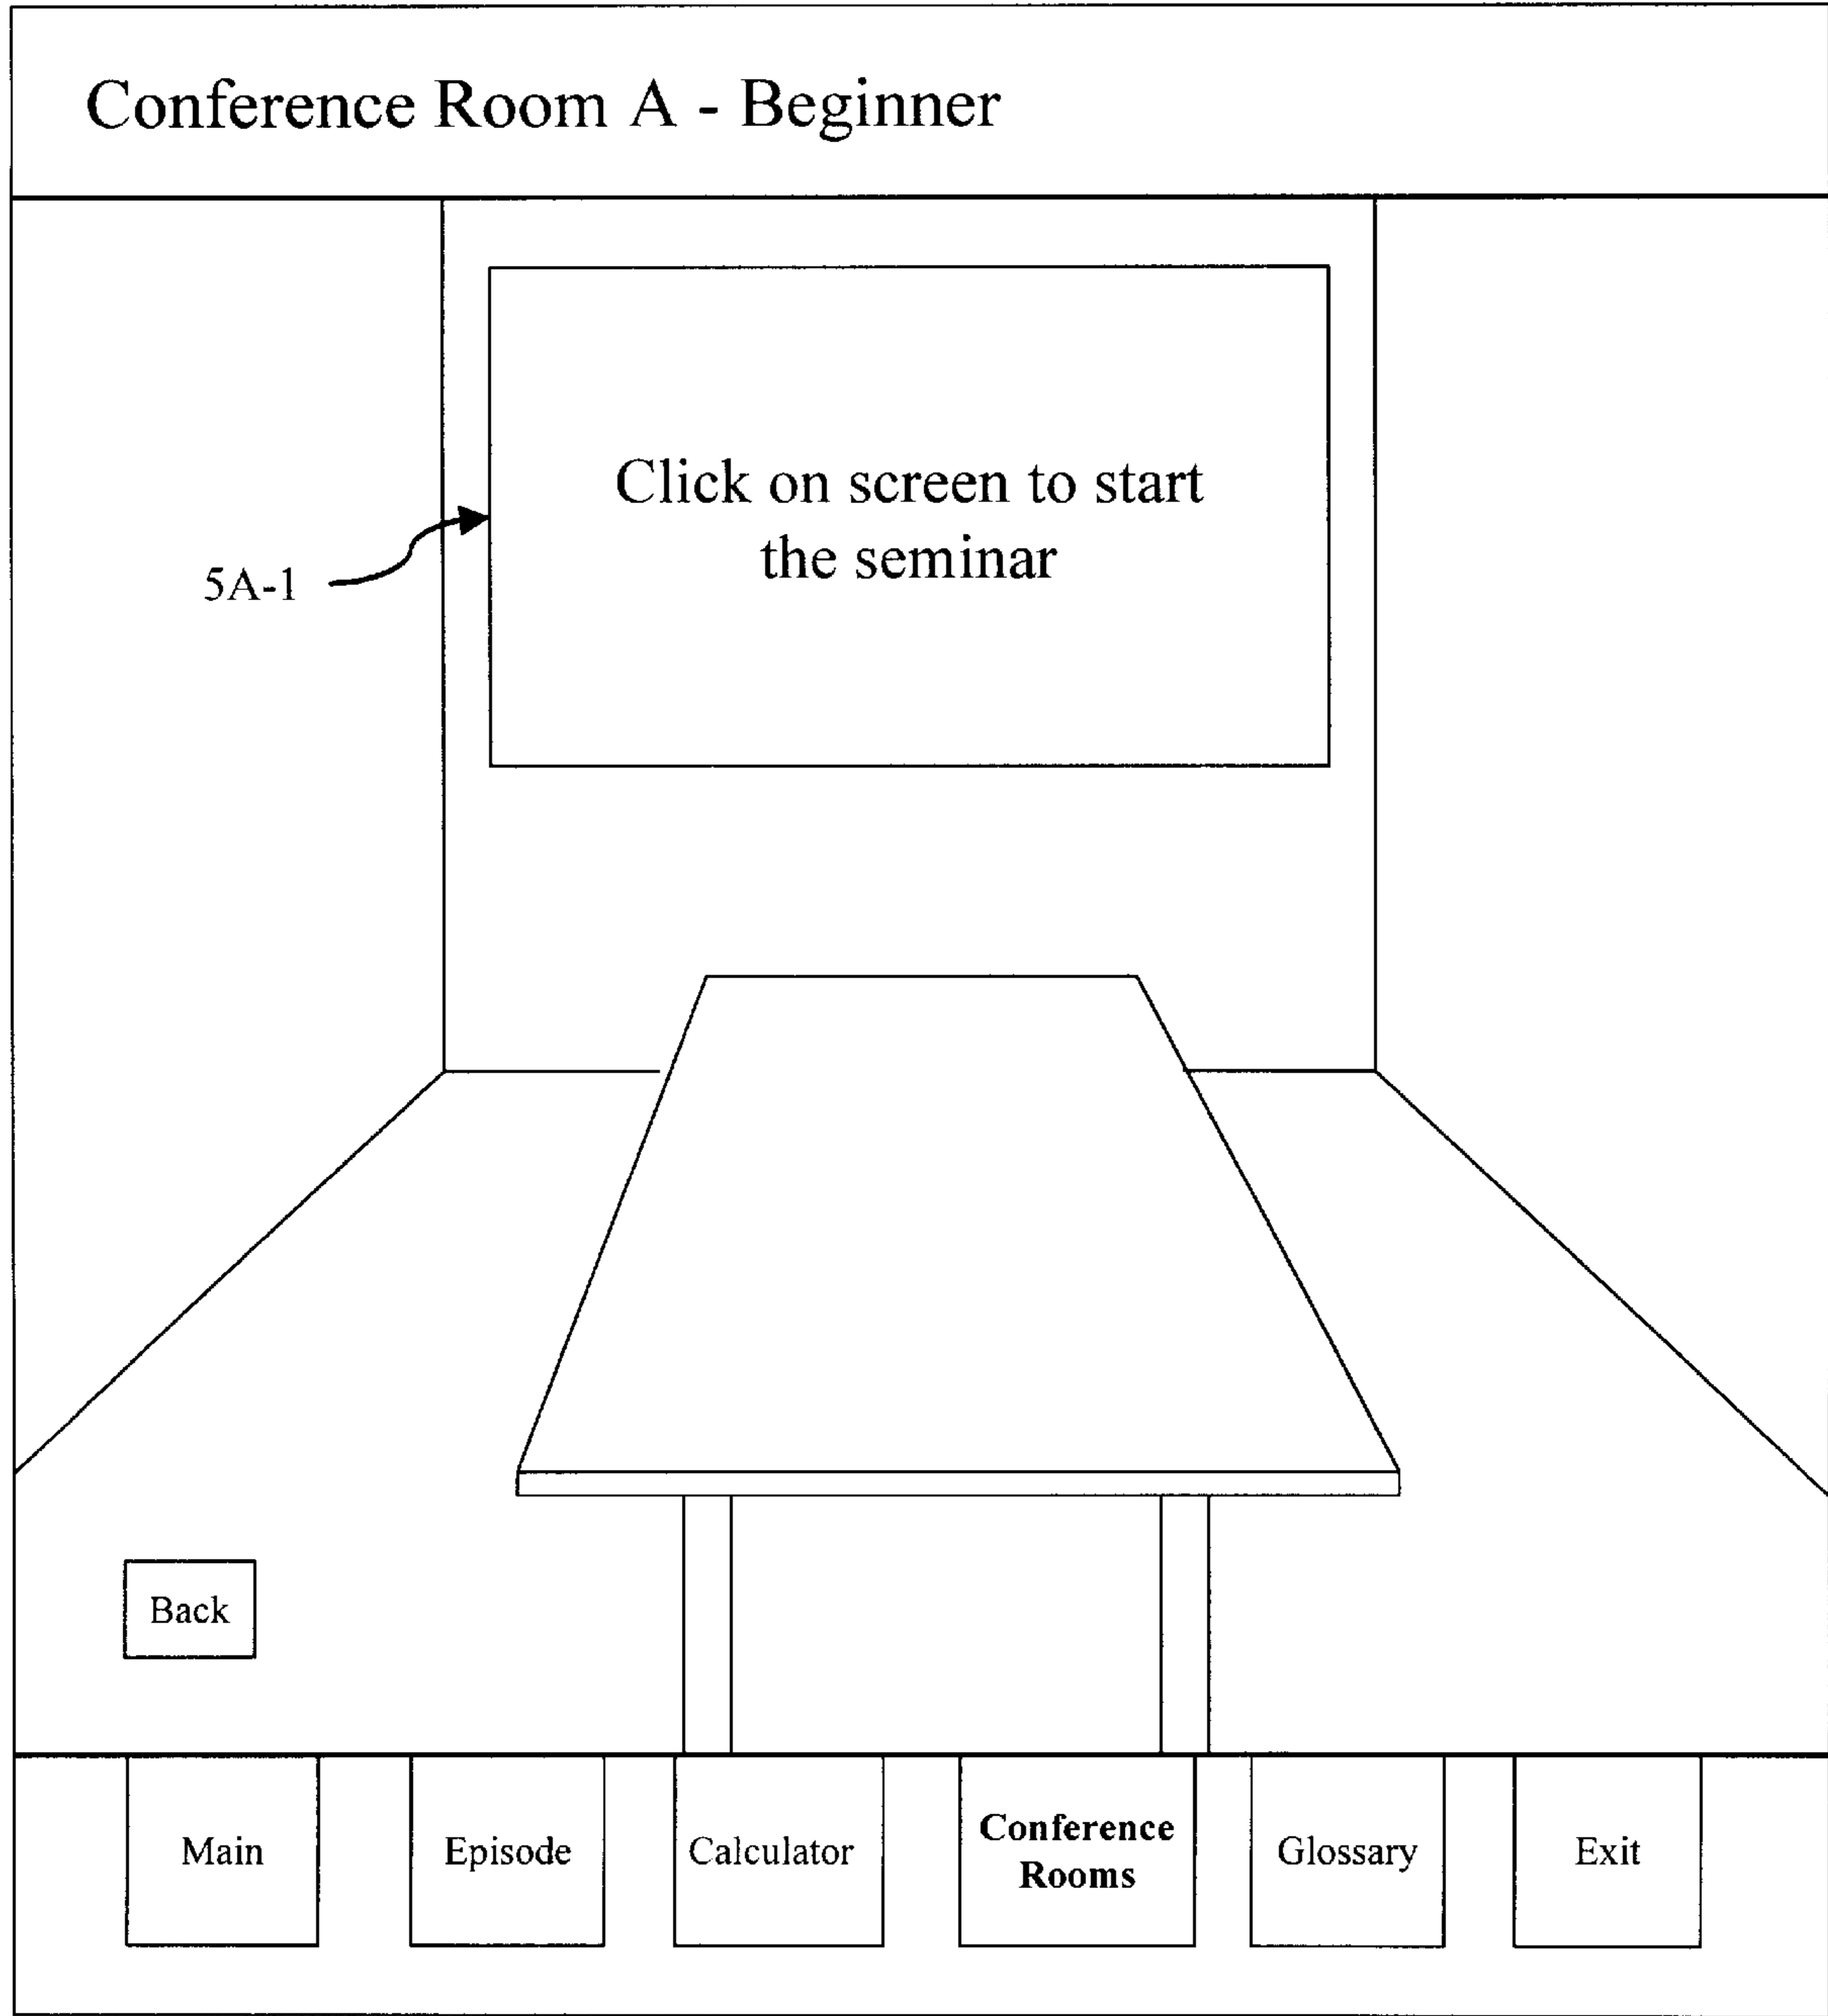 Conference Room A - Beginner
Click on screen to start
the seminar
5A-1
Back
Main
Episode
Calculator
Conference
Rooms
Glossary
Exit